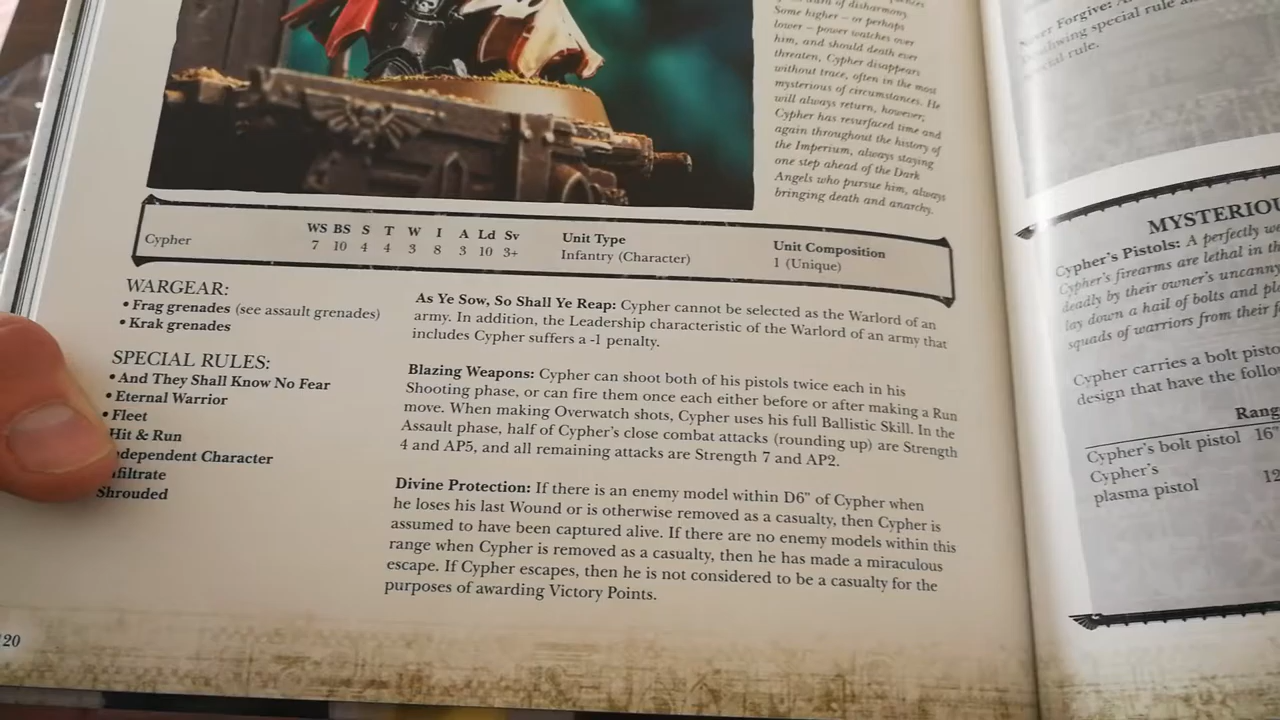 of disharmony.
Some higher – or perhaps
lower – power watches over
him, and should death ever
threaten, Cypher disappears
without trace, often in the most
mysterious of circumstances. He
will always return, however;
Cypher has resurfaced time and
again throughout the history of
the Imperium, always staying
one step ahead of the Dark
Angels who pursue him, always
bringing death and anarchy.
WS BS S T W I A Ld Sv Unit Type Unit Composition
Cypher 7 10 4 4 3 8 3 10 3+ Infantry (Character) 1 (Unique)
WARGEAR:
• Frag grenades (see assault grenades)
• Krak grenades
SPECIAL RULES:
• And They Shall Know No Fear
• Eternal Warrior
• Fleet
Hit & Run
dependent Character
filtrate
Shrouded
As Ye Sow, So Shall Ye Reap: Cypher cannot be selected as the Warlord of an
army. In addition, the Leadership characteristic of the Warlord of an army that
includes Cypher suffers a -1 penalty.
Blazing Weapons: Cypher can shoot both of his pistols twice each in his
Shooting phase, or can fire them once each either before or after making a Run
move. When making Overwatch shots, Cypher uses his full Ballistic Skill. In the
Assault phase, half of Cypher's close combat attacks (rounding up) are Strength
4 and AP5, and all remaining attacks are Strength 7 and AP2.
Divine Protection: If there is an enemy model within D6" of Cypher when
he loses his last Wound or is otherwise removed as a casualty, then Cypher is
assumed to have been captured alive. If there are no enemy models within this
range when Cypher is removed as a casualty, then he has made a miraculous
escape. If Cypher escapes, then he is not considered to be a casualty for the
purposes of awarding Victory Points.
20
Never Forgive:
special rule
special rule.
MYSTERIOU
Cypher's Pistols: A perfectly
Cypher's firearms are lethal in th
deadly by their owner's uncanny
lay down a hail of bolts and pl
squads of warriors from their f
Cypher carries a bolt pisto
design that have the follo
Rang
Cypher's bolt pistol 16"
Cypher's
plasma pistol 12